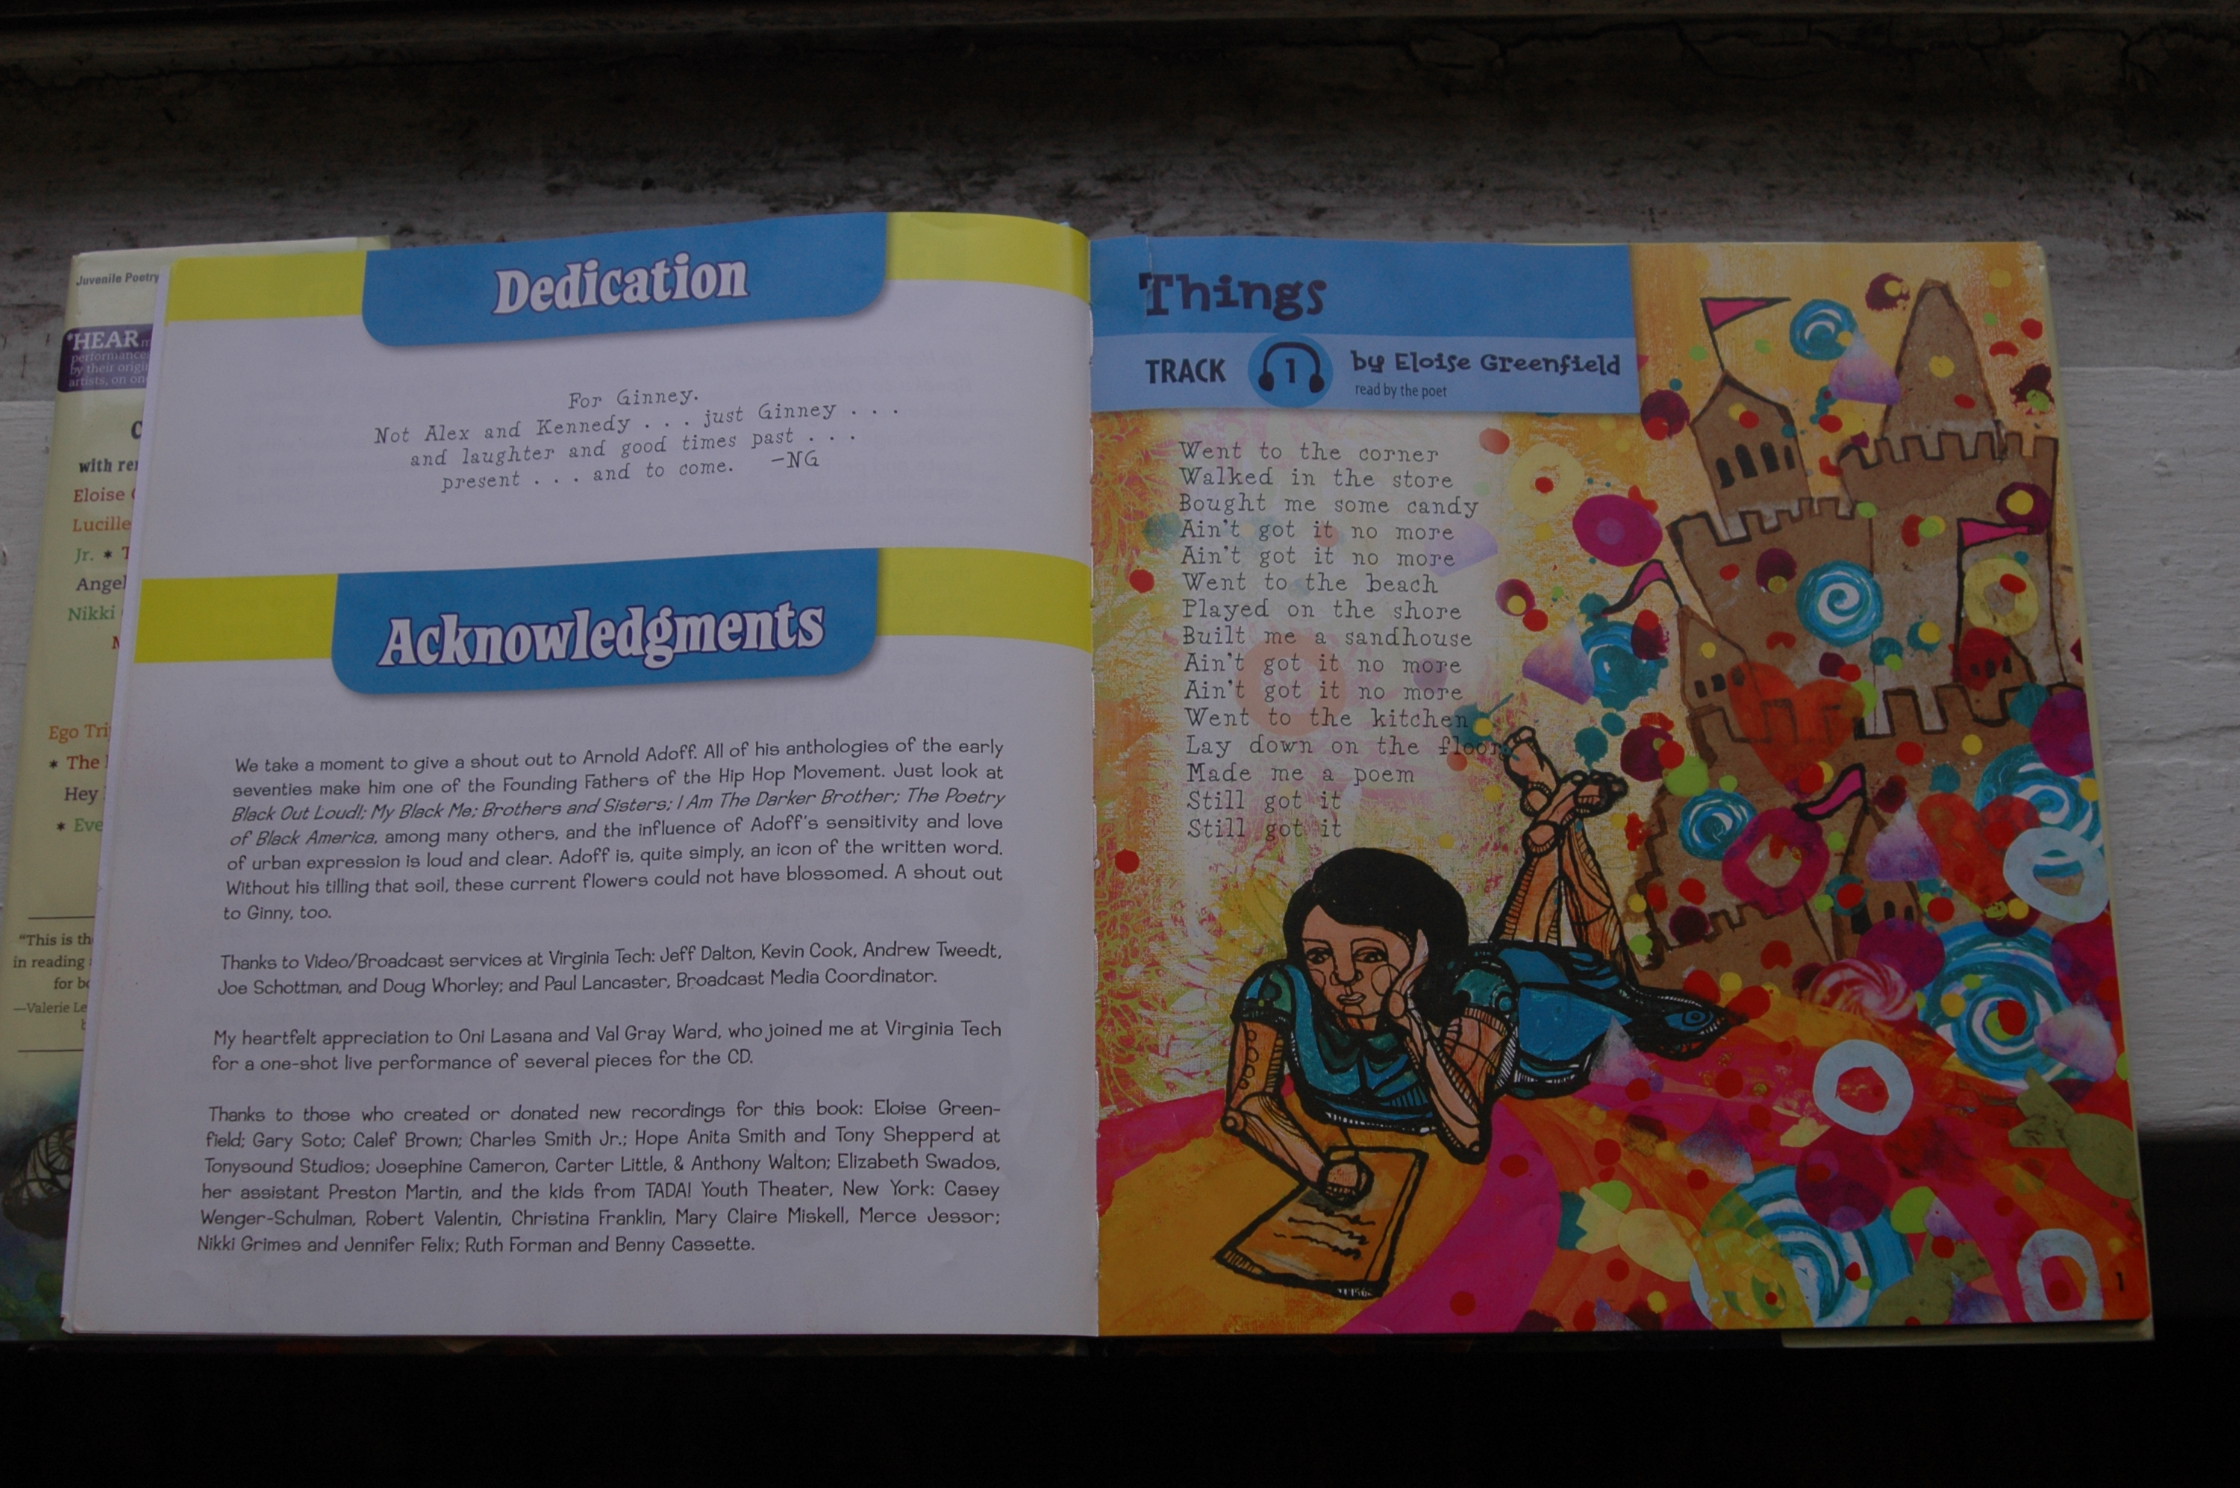 Juvenile Poetry
HEAR
performance
by their
artists, on
with
Eloise
Lucille
Jr. *
Nikki
Ego
* The
Hey
*
"This is
in reading
for
—Valerie
Dedication
For Ginney.
Not Alex and Kennedy . . . just Ginney . . .
and laughter and good times past . . .
present . . . and to come. —NG
Acknowledgments
We take a moment to give a shout out to Arnold Adoff. All of his anthologies of the early
seventies make him one of the Founding Fathers of the Hip Hop Movement. Just look at
Black Out Loud!; My Black Me; Brothers and Sisters; I Am The Darker Brother; The Poetry
of Black America, among many others, and the influence of Adoff's sensitivity and love
of urban expression is loud and clear. Adoff is, quite simply, an icon of the written word.
Without his tilling that soil, these current flowers could not have blossomed. A shout out
to Ginny, too.
Thanks to Video/Broadcast services at Virginia Tech: Jeff Dalton, Kevin Cook, Andrew Tweedt,
Joe Schottman, and Doug Whorley; and Paul Lancaster, Broadcast Media Coordinator.
My heartfelt appreciation to Oni Lasana and Val Gray Ward, who joined me at Virginia Tech
for a one-shot live performance of several pieces for the CD.
Thanks to those who created or donated new recordings for this book: Eloise Green-
field; Gary Soto; Calef Brown; Charles Smith Jr.; Hope Anita Smith and Tony Shepperd at
Tonysound Studios; Josephine Cameron, Carter Little, & Anthony Walton; Elizabeth Swados,
her assistant Preston Martin, and the kids from TADA! Youth Theater, New York: Casey
Wenger-Schulman, Robert Valentin, Christina Franklin, Mary Claire Miskell, Merce Jessor;
Nikki Grimes and Jennifer Felix; Ruth Forman and Benny Cassette.
Things
TRACK 1 by Eloise Greenfield
read by the poet
Went to the corner
Walked in the store
Bought me some candy
Ain't got it no more
Ain't got it no more
Went to the beach
Played on the shore
Built me a sandhouse
Ain't got it no more
Ain't got it no more
Went to the kitchen
Lay down on the floor
Made me a poem
Still got it
Still got it
1